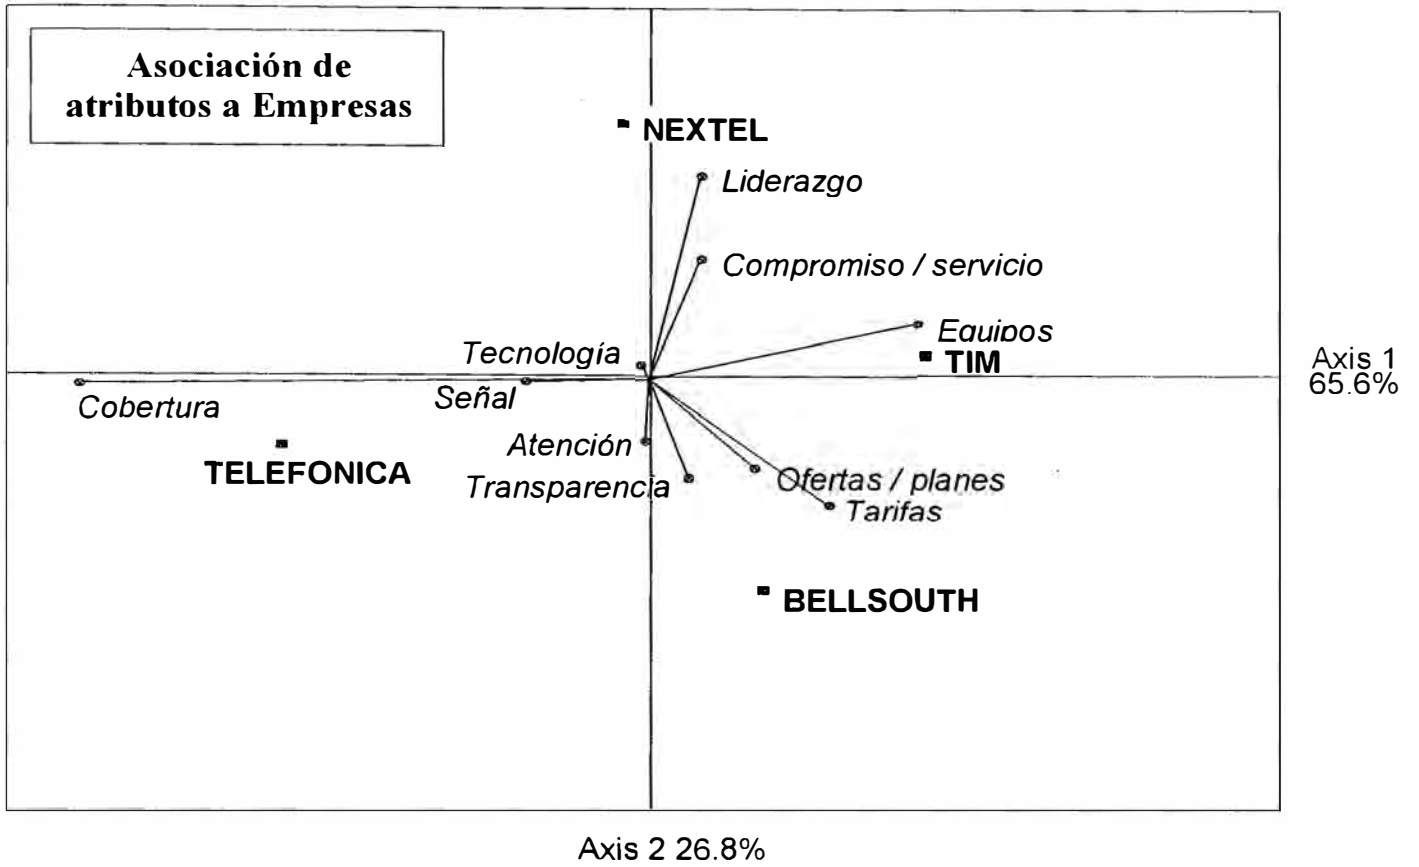 Asociación de
atributos a Empresas
NEXTEL
Liderazgo
Compromiso / servicio
Equipos
Tecnología
TIM
Axis 1
65.6%
Cobertura
Señal
Atención
TELEFONICA
Transparencia
Ofertas / planes
Tarifas
BELLSOUTH
Axis 2 26.8%